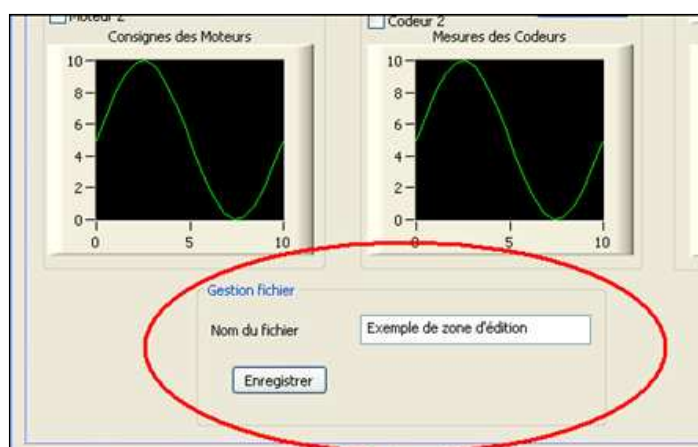 Moteur 2
Codeur 2
Consignes des Moteurs
Mesures des Codeurs
10
8
6
4
2
0
0 5 10
10
8
6
4
2
0
0 5 10
Gestion fichier
Nom du fichier
Exemple de zone d'édition
Enregistrer